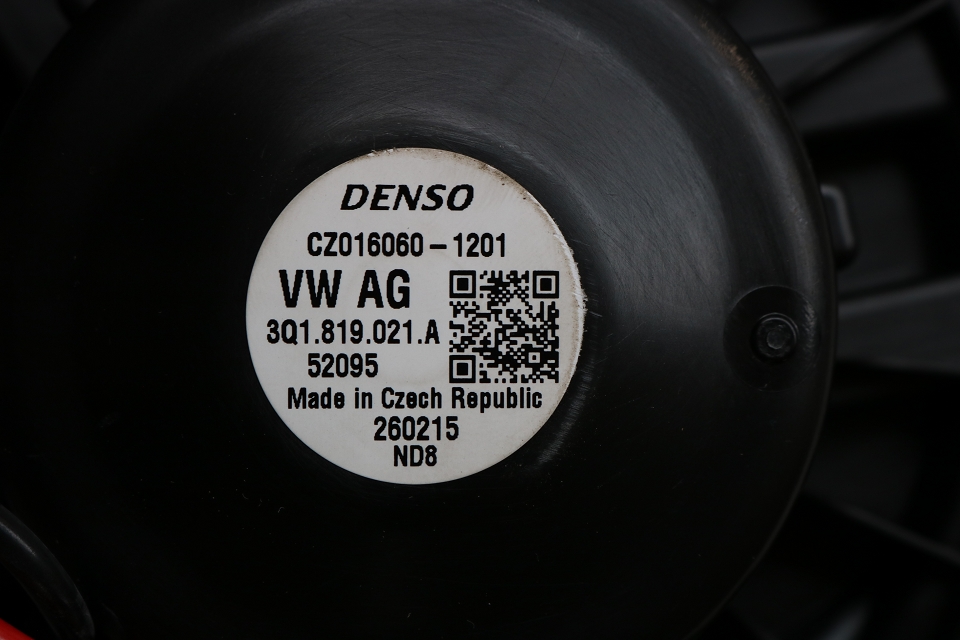 DENSO
CZ016060-1201
VW AG
3Q1.819.021.A
52095
Made in Czech Republic
260215
ND8